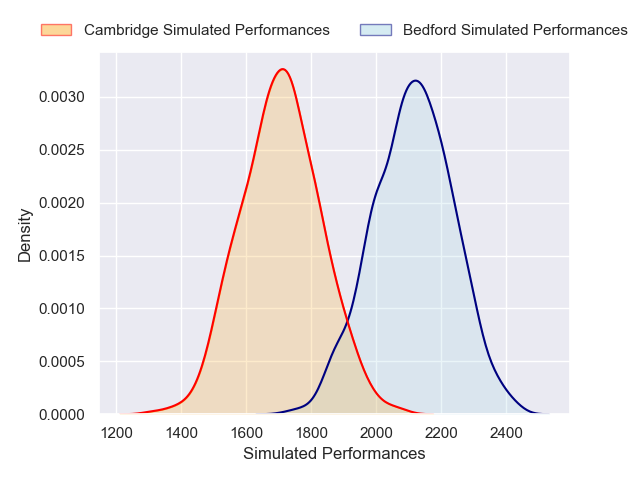 Cambridge Simulated Performances Bedford Simulated Performances
0.0030
0.0025
0.0020
0.0015
0.0010
0.0005
0.0000
Density
1200 1400 1600 1800 2000 2200 2400
Simulated Performances